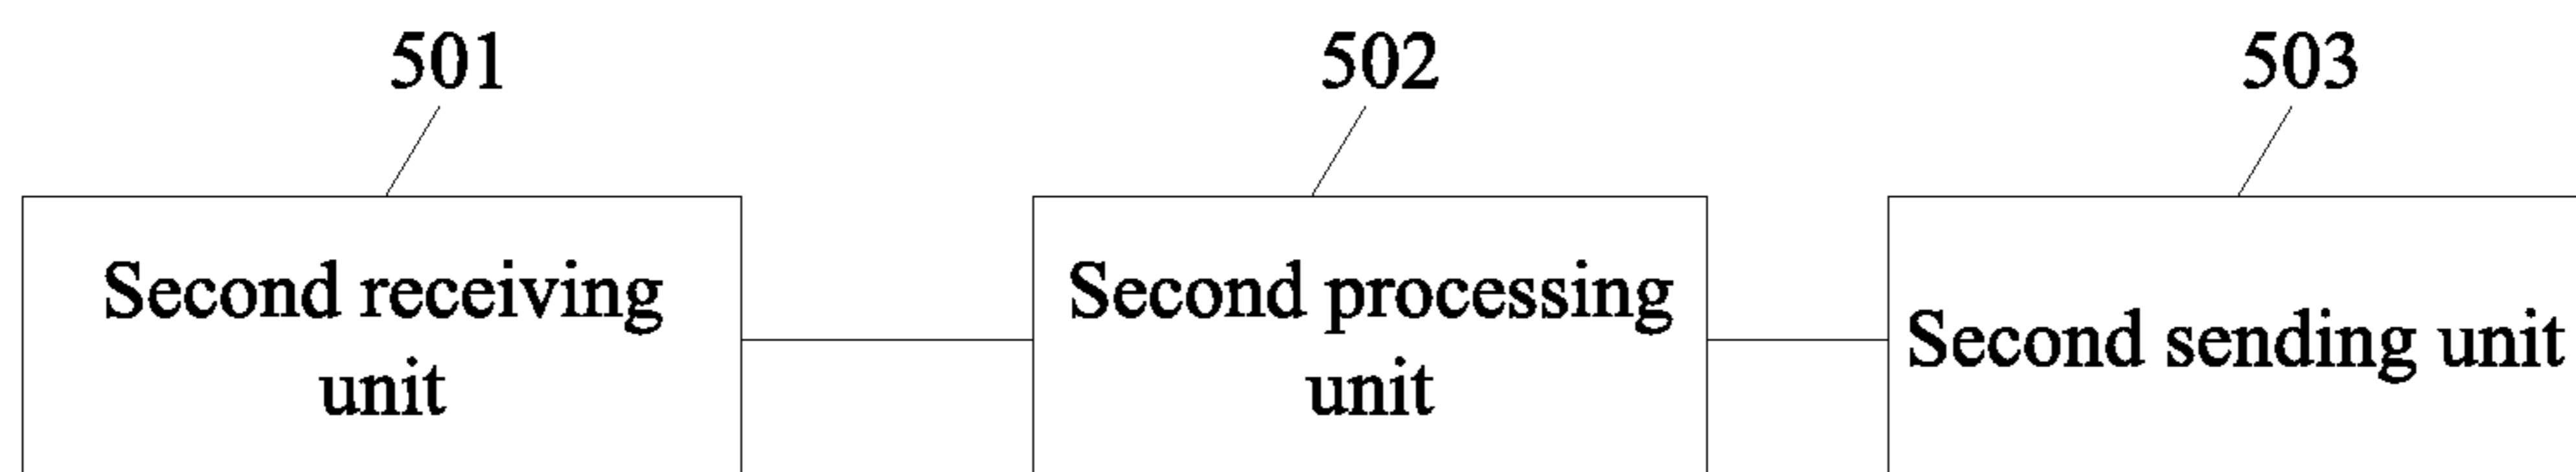 501
502
503
Second receiving
unit
Second processing
unit
Second sending unit